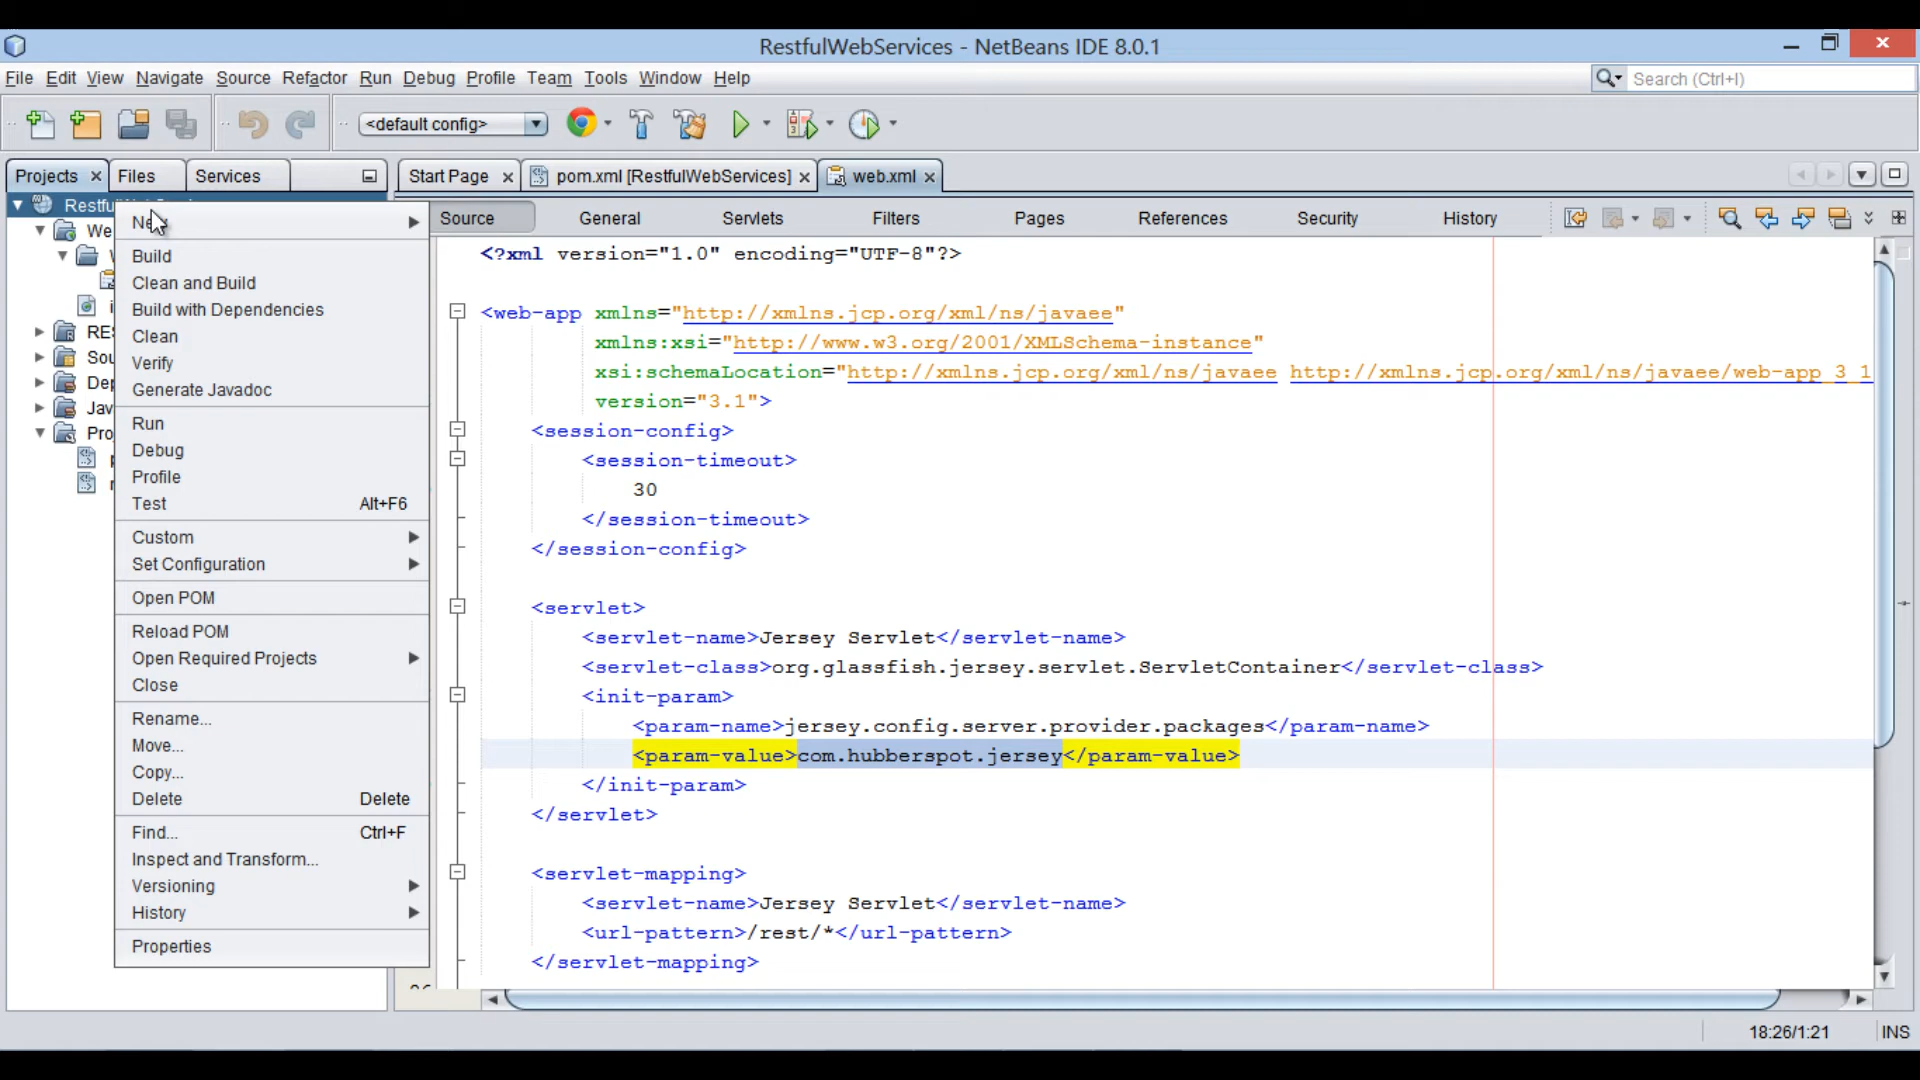 RestfulWebServices - NetBeans IDE 8.0.1
File Edit View Navigate Source Refactor Run Debug Profile Team Tools Window Help
Search (Ctrl+I)
<default config>
Projects Files Services
Start Page pom.xml [RestfulWebServices] web.xml
Source General Servlets Filters Pages References Security History
New
Build
Clean and Build
Build with Dependencies
Clean
Verify
Generate Javadoc
Run
Debug
Profile
Test Alt+F6
Custom
Set Configuration
Open POM
Reload POM
Open Required Projects
Close
Rename...
Move...
Copy...
Delete Delete
Find... Ctrl+F
Inspect and Transform...
Versioning
History
Properties
<?xml version="1.0" encoding="UTF-8"?>
<web-app xmlns="http://xmlns.jcp.org/xml/ns/javaee"
xmlns:xsi="http://www.w3.org/2001/XMLSchema-instance"
xsi:schemaLocation="http://xmlns.jcp.org/xml/ns/javaee http://xmlns.jcp.org/xml/ns/javaee/web-app_3_1
version="3.1">
<session-config>
<session-timeout>
30
</session-timeout>
</session-config>
<servlet>
<servlet-name>Jersey Servlet</servlet-name>
<servlet-class>org.glassfish.jersey.servlet.ServletContainer</servlet-class>
<init-param>
<param-name>jersey.config.server.provider.packages</param-name>
<param-value>com.hubberspot.jersey</param-value>
</init-param>
</servlet>
<servlet-mapping>
<servlet-name>Jersey Servlet</servlet-name>
<url-pattern>/rest/*</url-pattern>
</servlet-mapping>
18:26/1:21 INS